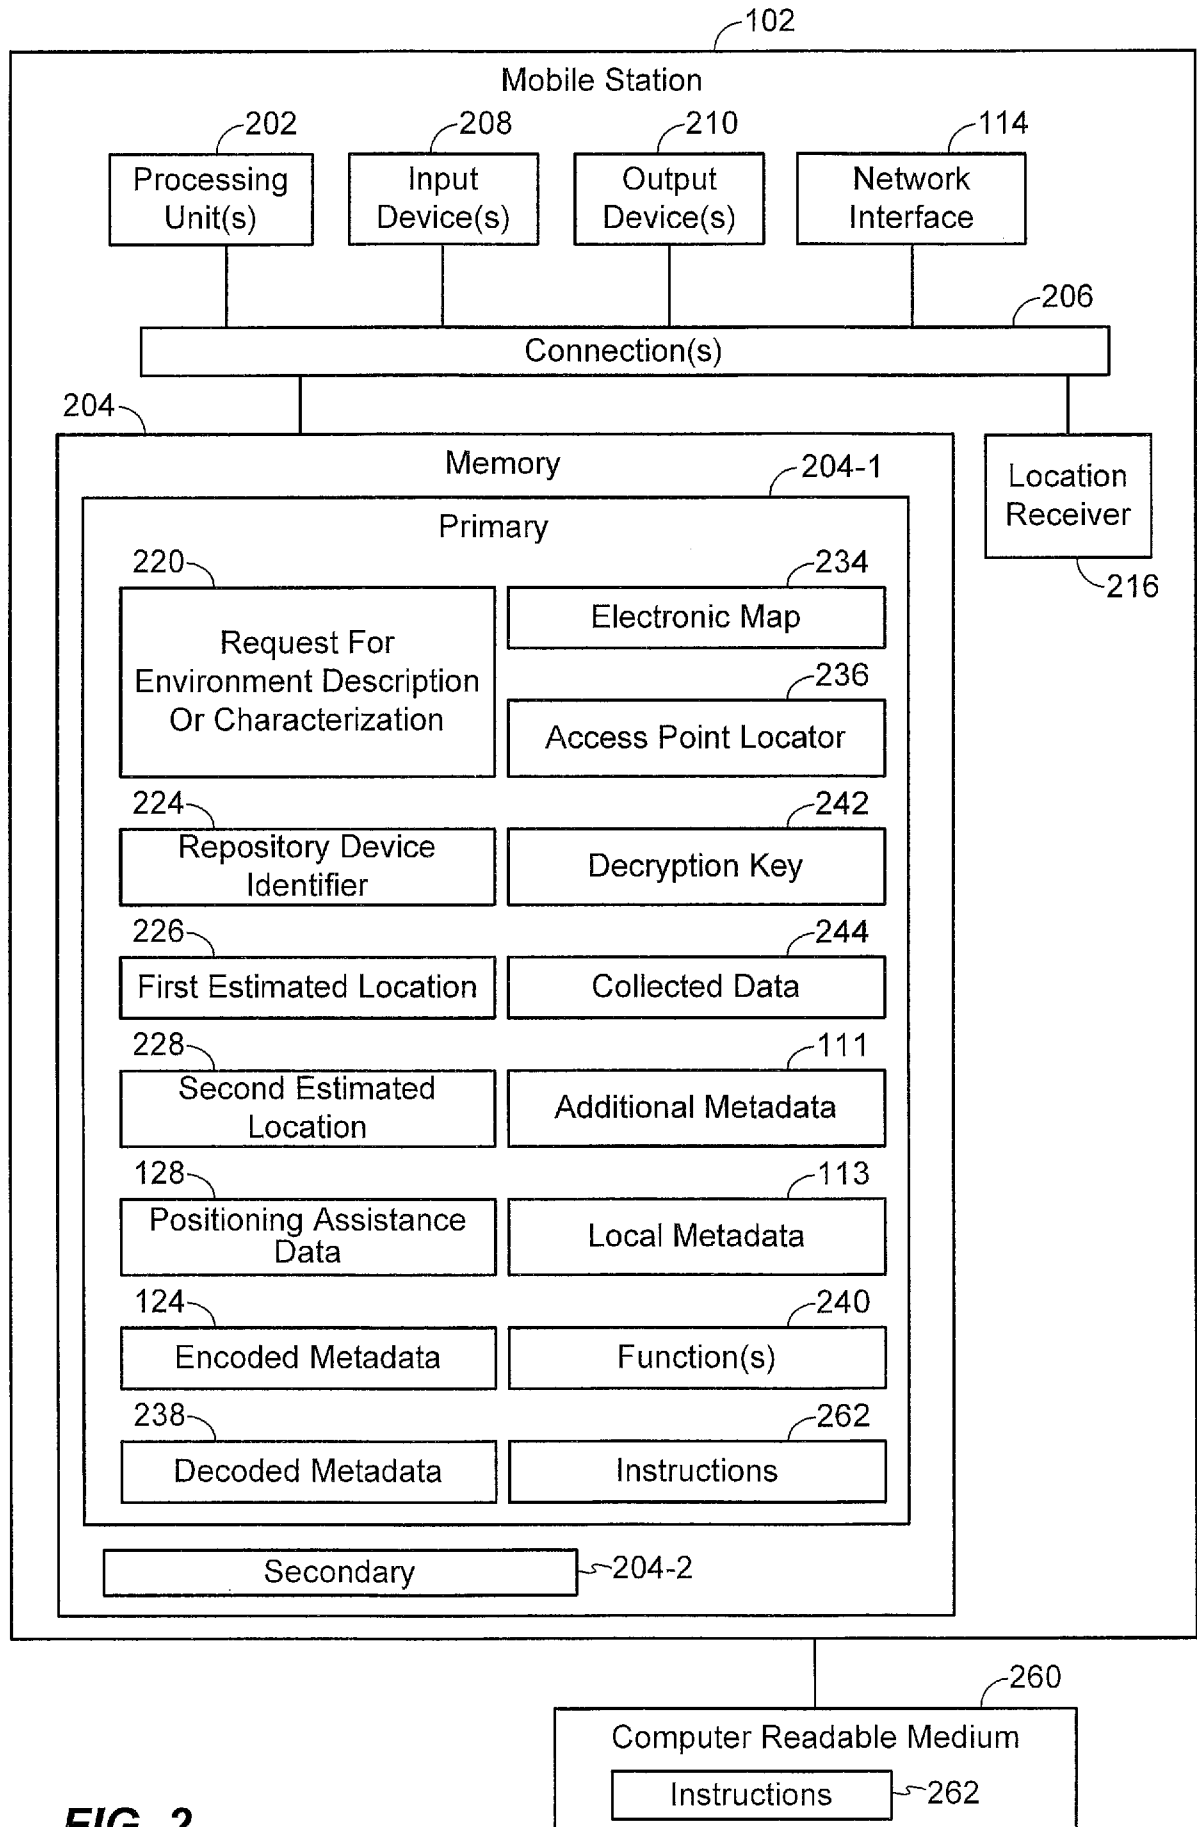 102
Mobile Station
202
208
210
114
Processing
Unit(s)
Input
Device(s)
Output
Device(s)
Network
Interface
206
Connection(s)
204
Memory
204-1
Location
Receiver
216
Primary
220
234
Request For
Environment Description
Or Characterization
Electronic Map
236
Access Point Locator
224
242
Repository Device
Identifier
Decryption Key
226
244
First Estimated Location
Collected Data
228
111
Second Estimated
Location
Additional Metadata
128
113
Positioning Assistance
Data
Local Metadata
124
240
Encoded Metadata
Function(s)
238
262
Decoded Metadata
Instructions
Secondary
204-2
260
Computer Readable Medium
Instructions
262
FIG. 2